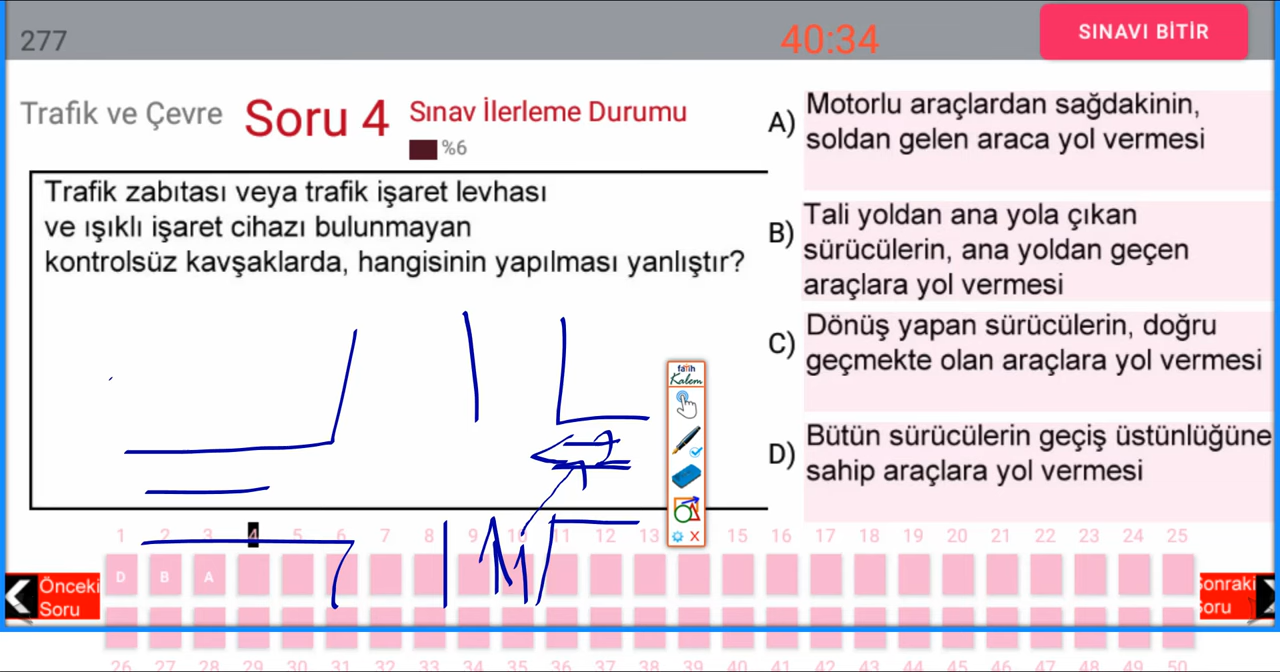 277
40:34
SINAVI BİTİR
Trafik ve Çevre
Soru 4
Sınav İlerleme Durumu
%6
Trafik zabıtası veya trafik işaret levhası
ve ışıklı işaret cihazı bulunmayan
kontrolsüz kavşaklarda, hangisinin yapılması yanlıştır?
A) Motorlu araçlardan sağdakinin,
soldan gelen araca yol vermesi
B) Tali yoldan ana yola çıkan
sürücülerin, ana yoldan geçen
araçlara yol vermesi
C) Dönüş yapan sürücülerin, doğru
geçmekte olan araçlara yol vermesi
D) Bütün sürücülerin geçiş üstünlüğüne
sahip araçlara yol vermesi
fatih
Kalem
1 2 3 4 5 6 7 8 9 10 11 12 13 14 15 16 17 18 19 20 21 22 23 24 25
D B A
Önceki
Soru
Sonraki
Soru
26 27 28 29 30 31 32 33 34 35 36 37 38 39 40 41 42 43 44 45 46 47 48 49 50